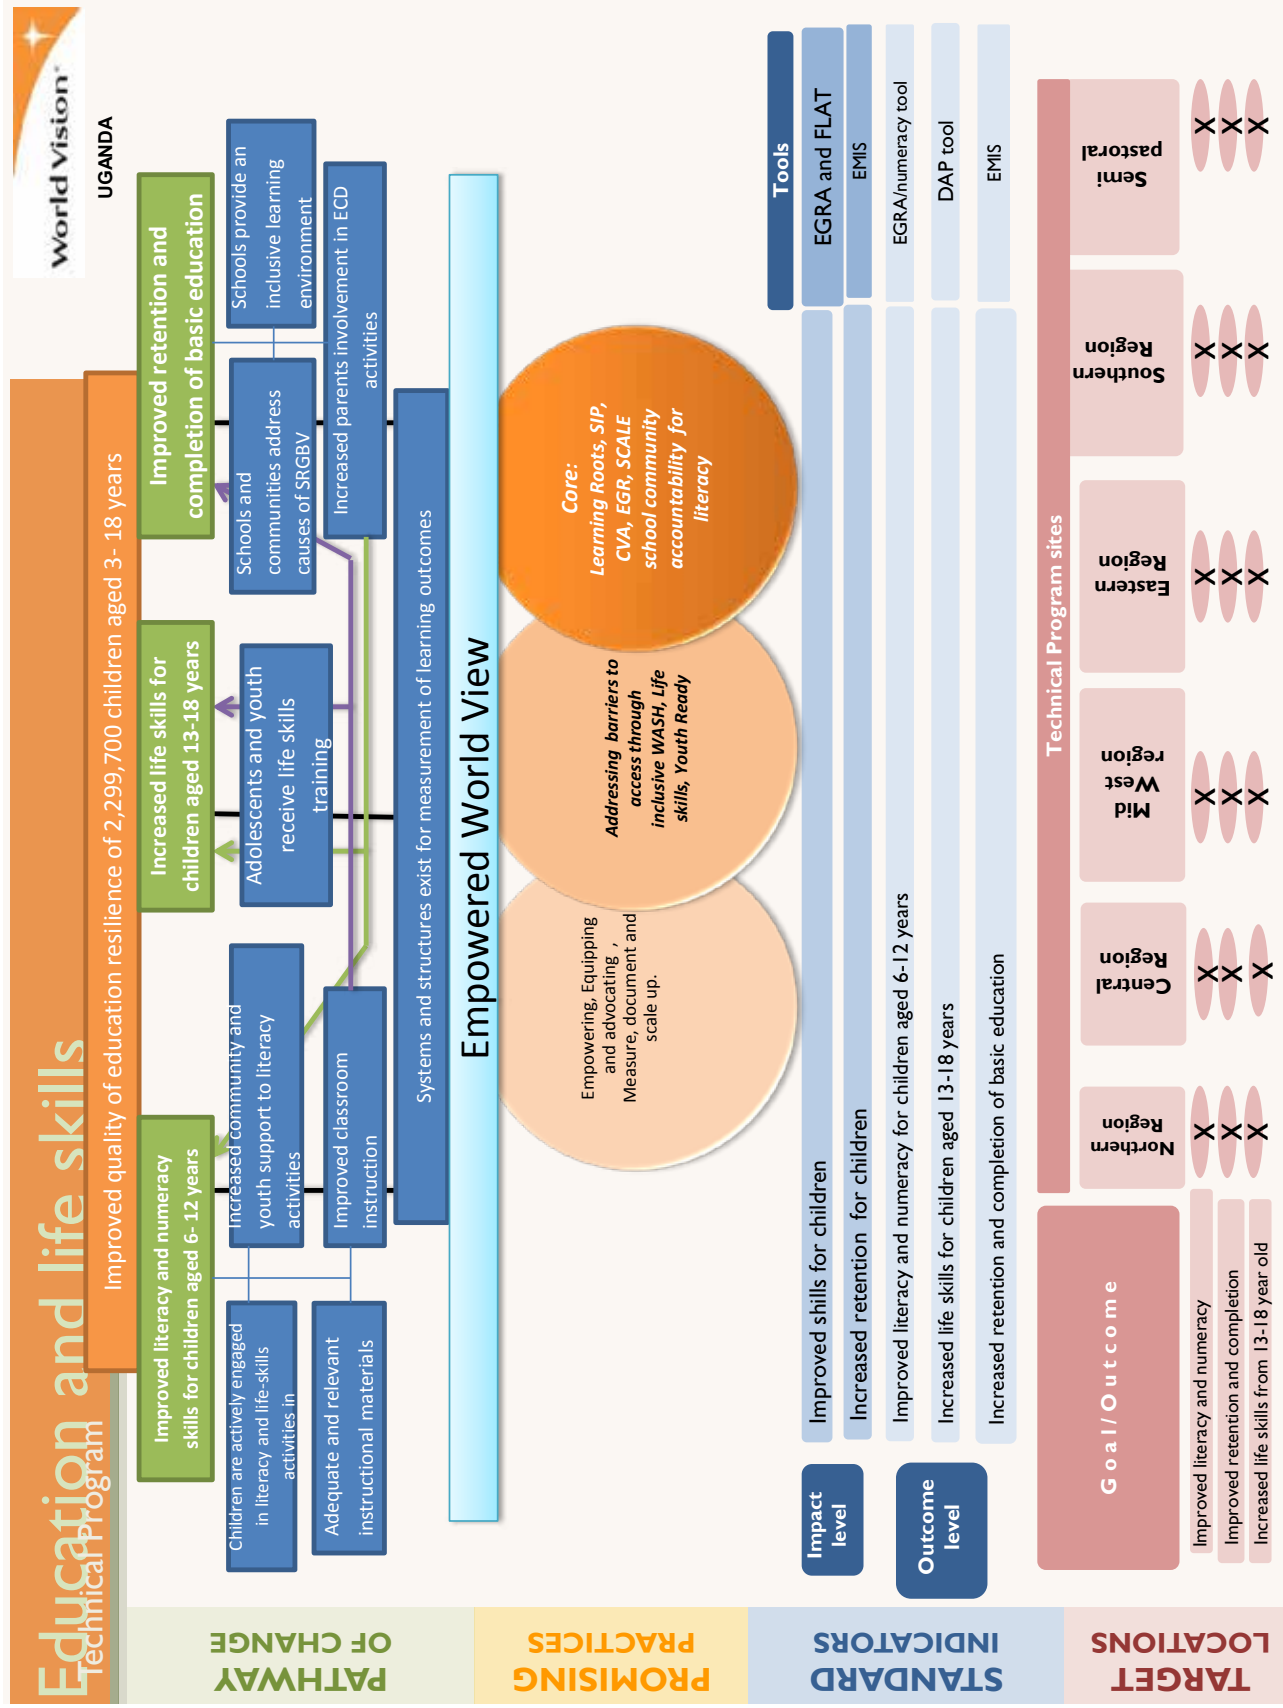 Education and life skills
Technical Program
World Vision®
UGANDA
Improved quality of education resilience of 2,299,700 children aged 3- 18 years
PATHWAY
OF CHANGE
Improved literacy and numeracy
skills for children aged 6- 12 years
Increased life skills for
children aged 13-18 years
Improved retention and
completion of basic education
Children are actively engaged
in literacy and life-skills
activities in
Increased community and
youth support to literacy
activities
Adolescents and youth
receive life skills
training
Schools and
communities address
causes of SRGBV
Schools provide an
inclusive learning
environment
Adequate and relevant
instructional materials
Improved classroom
instruction
Increased parents involvement in ECD
activities
Systems and structures exist for measurement of learning outcomes
Empowered World View
PROMISING
PRACTICES
Empowering, Equipping
and advocating ,
Measure, document and
scale up.
Addressing barriers to
access through
inclusive WASH, Life
skills, Youth Ready
Core:
Learning Roots, SIP,
CVA, EGR, SCALE
school community
accountability for
literacy
STANDARD
INDICATORS
Tools
Impact
level
Improved shills for children
EGRA and FLAT
Increased retention for children
EMIS
Outcome
level
Improved literacy and numeracy for children aged 6-12 years
EGRA/numeracy tool
Increased life skills for children aged 13-18 years
DAP tool
Increased retention and completion of basic education
EMIS
TARGET
LOCATIONS
Goal/Outcome
Technical Program sites
Northern
Region
Central
Region
Mid
West
region
Eastern
Region
Southern
Region
Semi
pastoral
Improved literacy and numeracy
X X X X X X
Improved retention and completion
X X X X X X
Increased life skills from 13-18 year old
X X X X X X